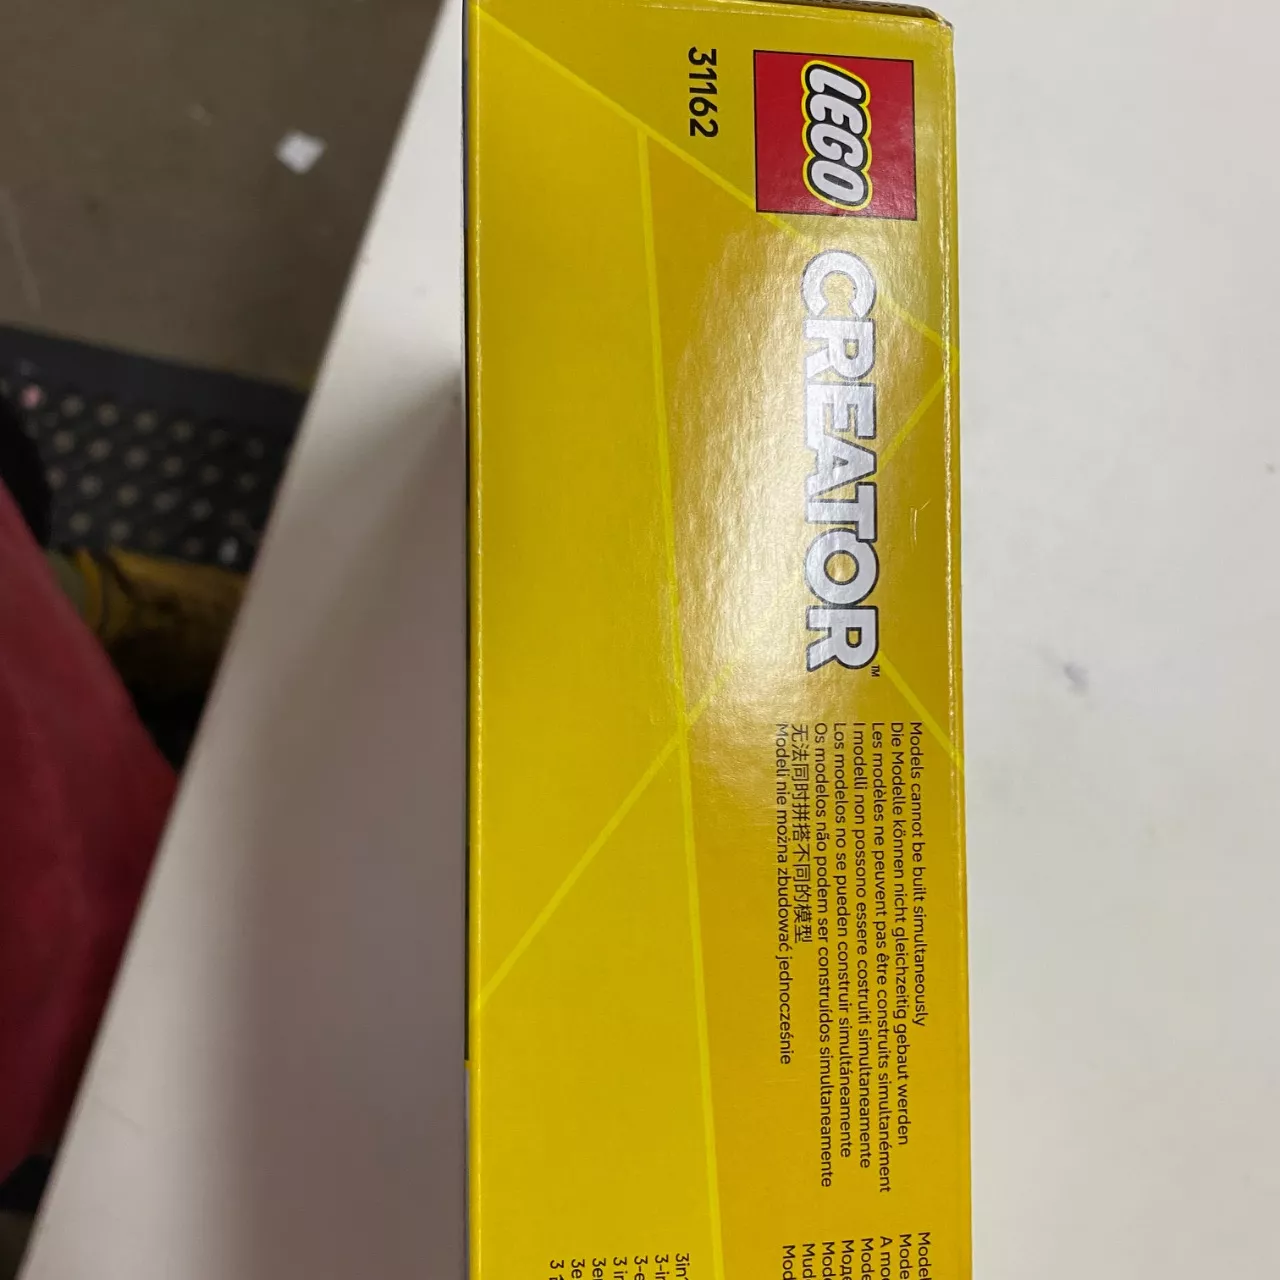 LEGO
31162
CREATOR™
Models cannot be built simultaneously
Die Modelle können nicht gleichzeitig gebaut werden
Les modèles ne peuvent pas être construits simultanément
I modelli non possono essere costruiti simultaneamente
Los modelos no se pueden construir simultáneamente
Os modelos não podem ser construídos simultaneamente
无法同时拼搭不同的模型
Modeli nie można zbudować jednocześnie